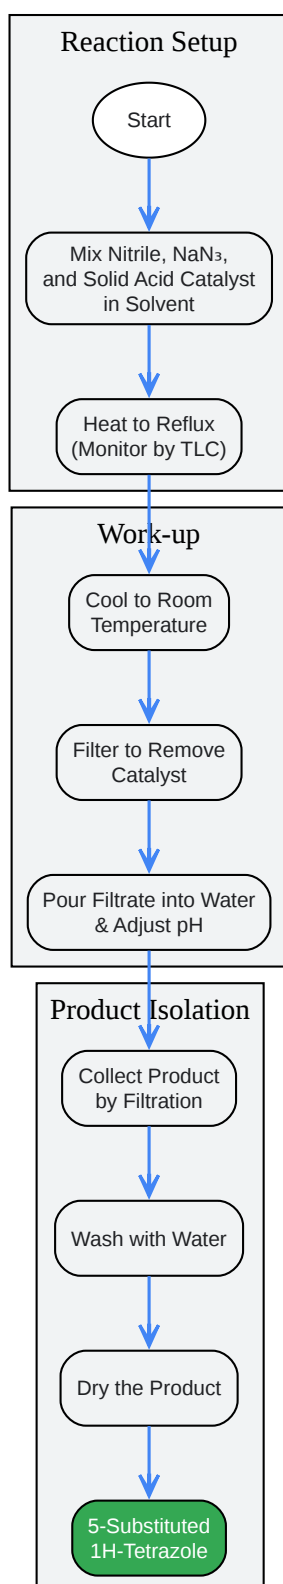 Reaction Setup
Start
Mix Nitrile, NaN₃,
and Solid Acid Catalyst
in Solvent
Heat to Reflux
(Monitor by TLC)
Work-up
Cool to Room
Temperature
Filter to Remove
Catalyst
Pour Filtrate into Water
& Adjust pH
Product Isolation
Collect Product
by Filtration
Wash with Water
Dry the Product
5-Substituted
1H-Tetrazole